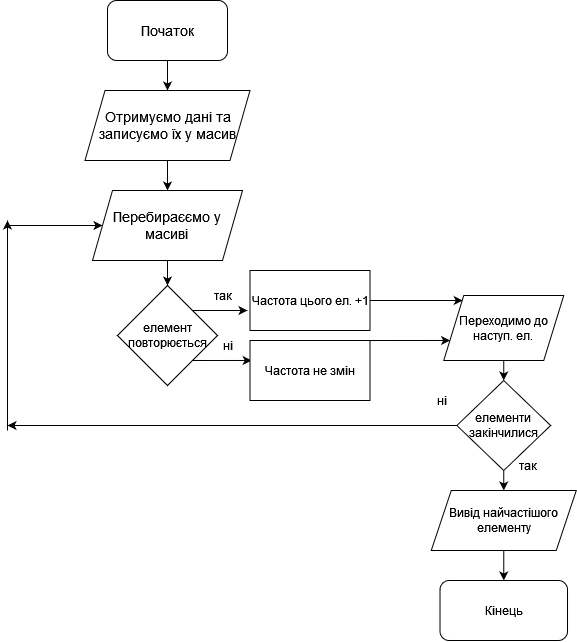 Початок
Отримуємо дані та
записуємо їх у масив
Перебираєємо у
масиві
так
Частота цього ел. +1
елемент
повторюється
ні
Частота не змін
Переходимо до
наступ. ел.
ні
елементи
закінчилися
так
Вивід найчастішого
елементу
Кінець